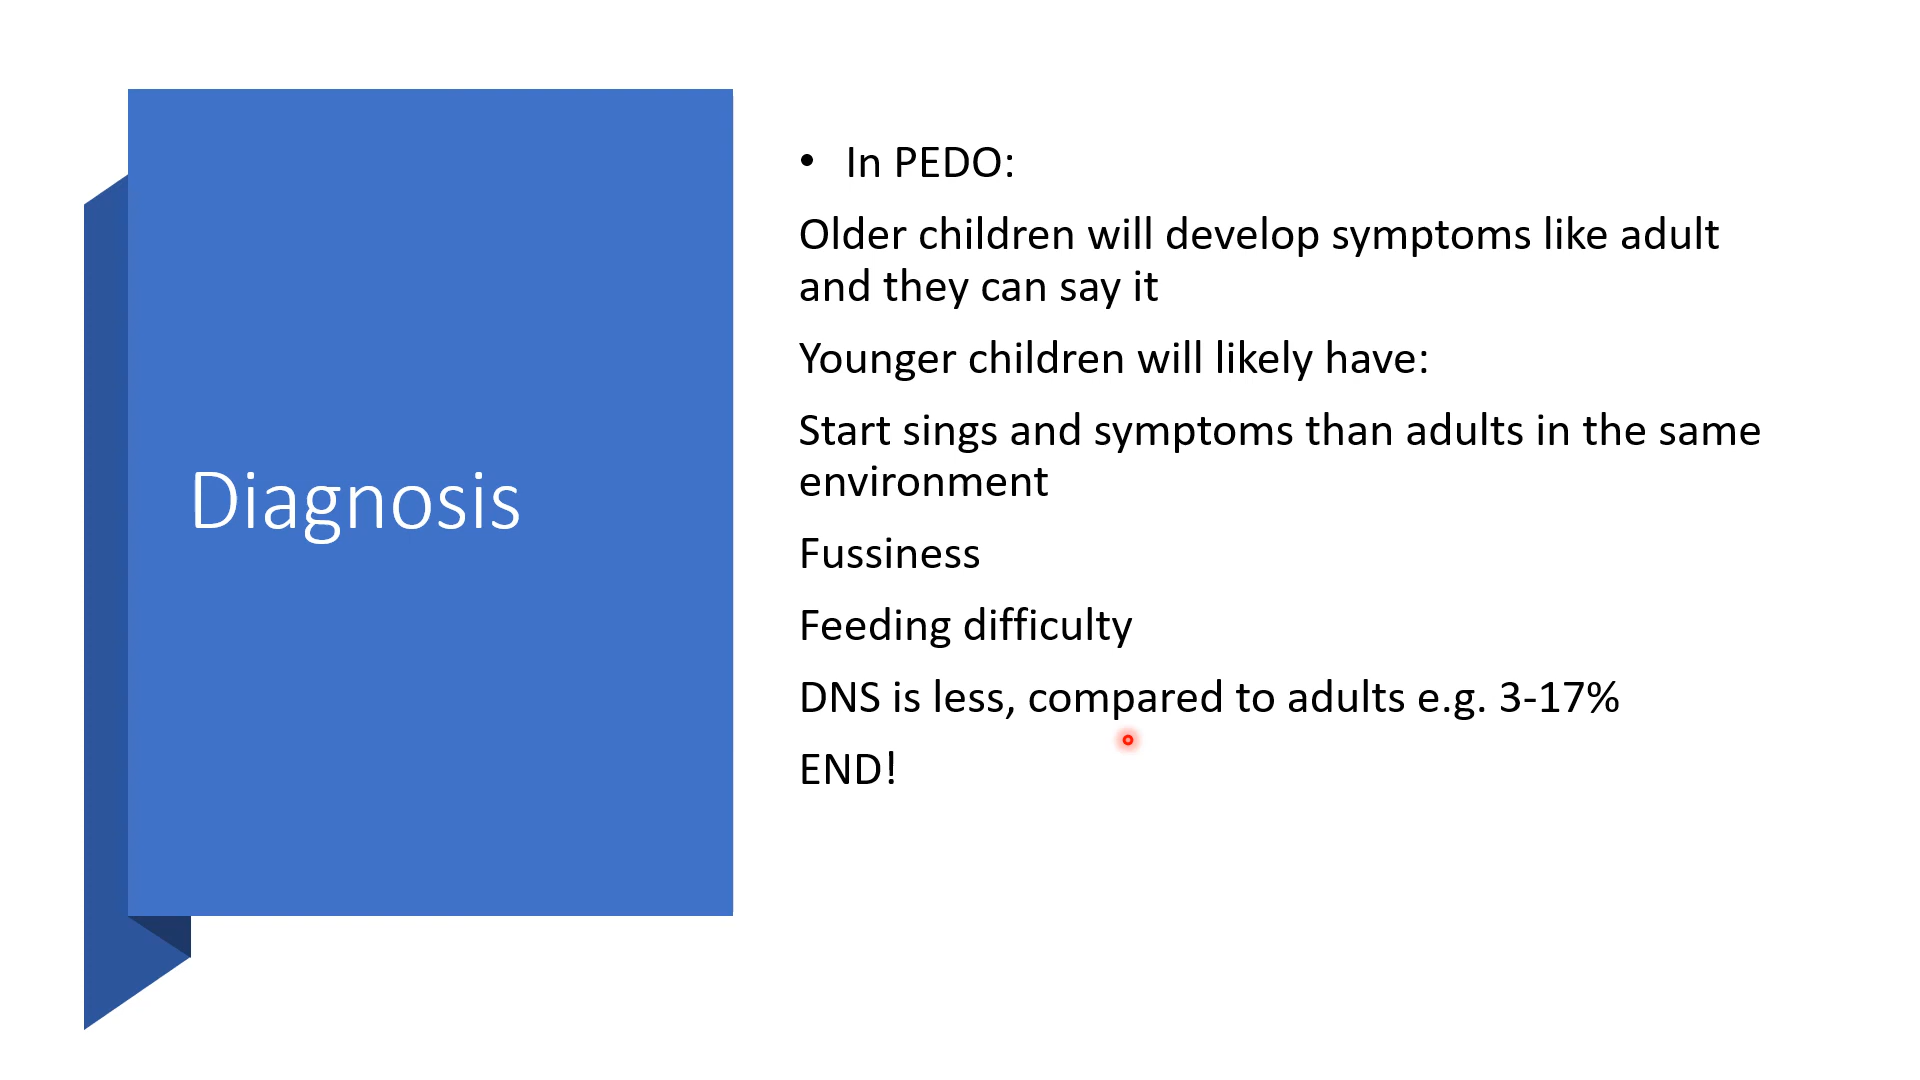 Diagnosis
• In PEDO:
Older children will develop symptoms like adult
and they can say it
Younger children will likely have:
Start sings and symptoms than adults in the same
environment
Fussiness
Feeding difficulty
DNS is less, compared to adults e.g. 3-17%
END!